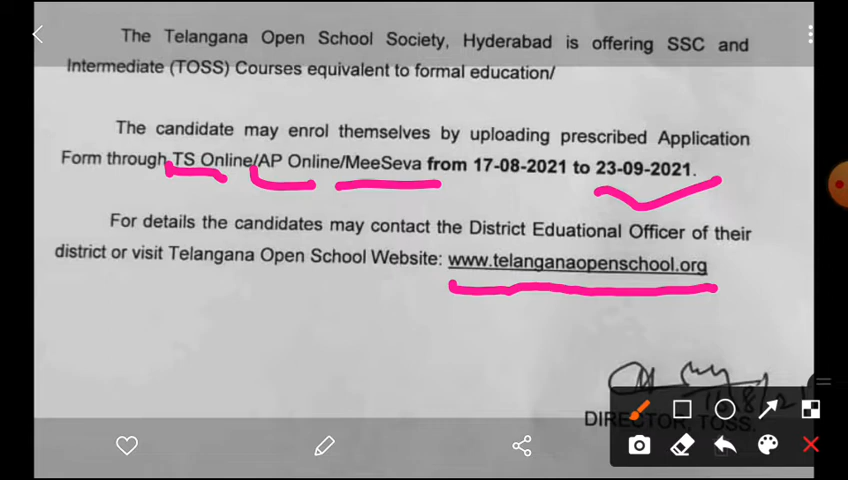 The Telangana Open School Society, Hyderabad is offering SSC and
Intermediate (TOSS) Courses equivalent to formal education/
The candidate may enrol themselves by uploading prescribed Application
Form through TS Online/AP Online/MeeSeva from 17-08-2021 to 23-09-2021.
For details the candidates may contact the District Eduational Officer of their
district or visit Telangana Open School Website: www.telanganaopenschool.org
DIRECTOR, TOSS.